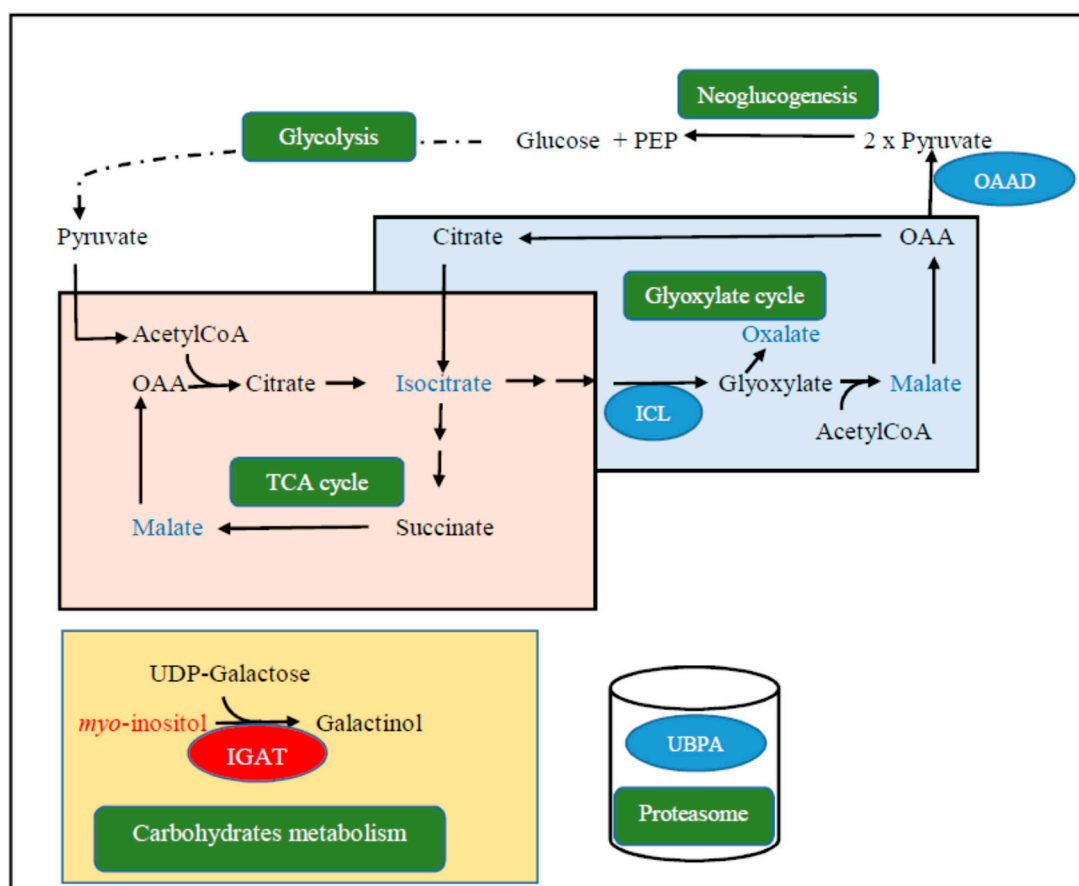 Neoglucogenesis
Glycolysis
Glucose + PEP
2 x Pyruvate
OAAD
Pyruvate
Citrate
OAA
Glyoxylate cycle
Oxalate
AcetylCoA
OAA
Citrate
Isocitrate
Glyoxylate
Malate
ICL
AcetylCoA
TCA cycle
Malate
Succinate
UDP-Galactose
myo-inositol
Galactinol
IGAT
UBPA
Proteasome
Carbohydrates metabolism